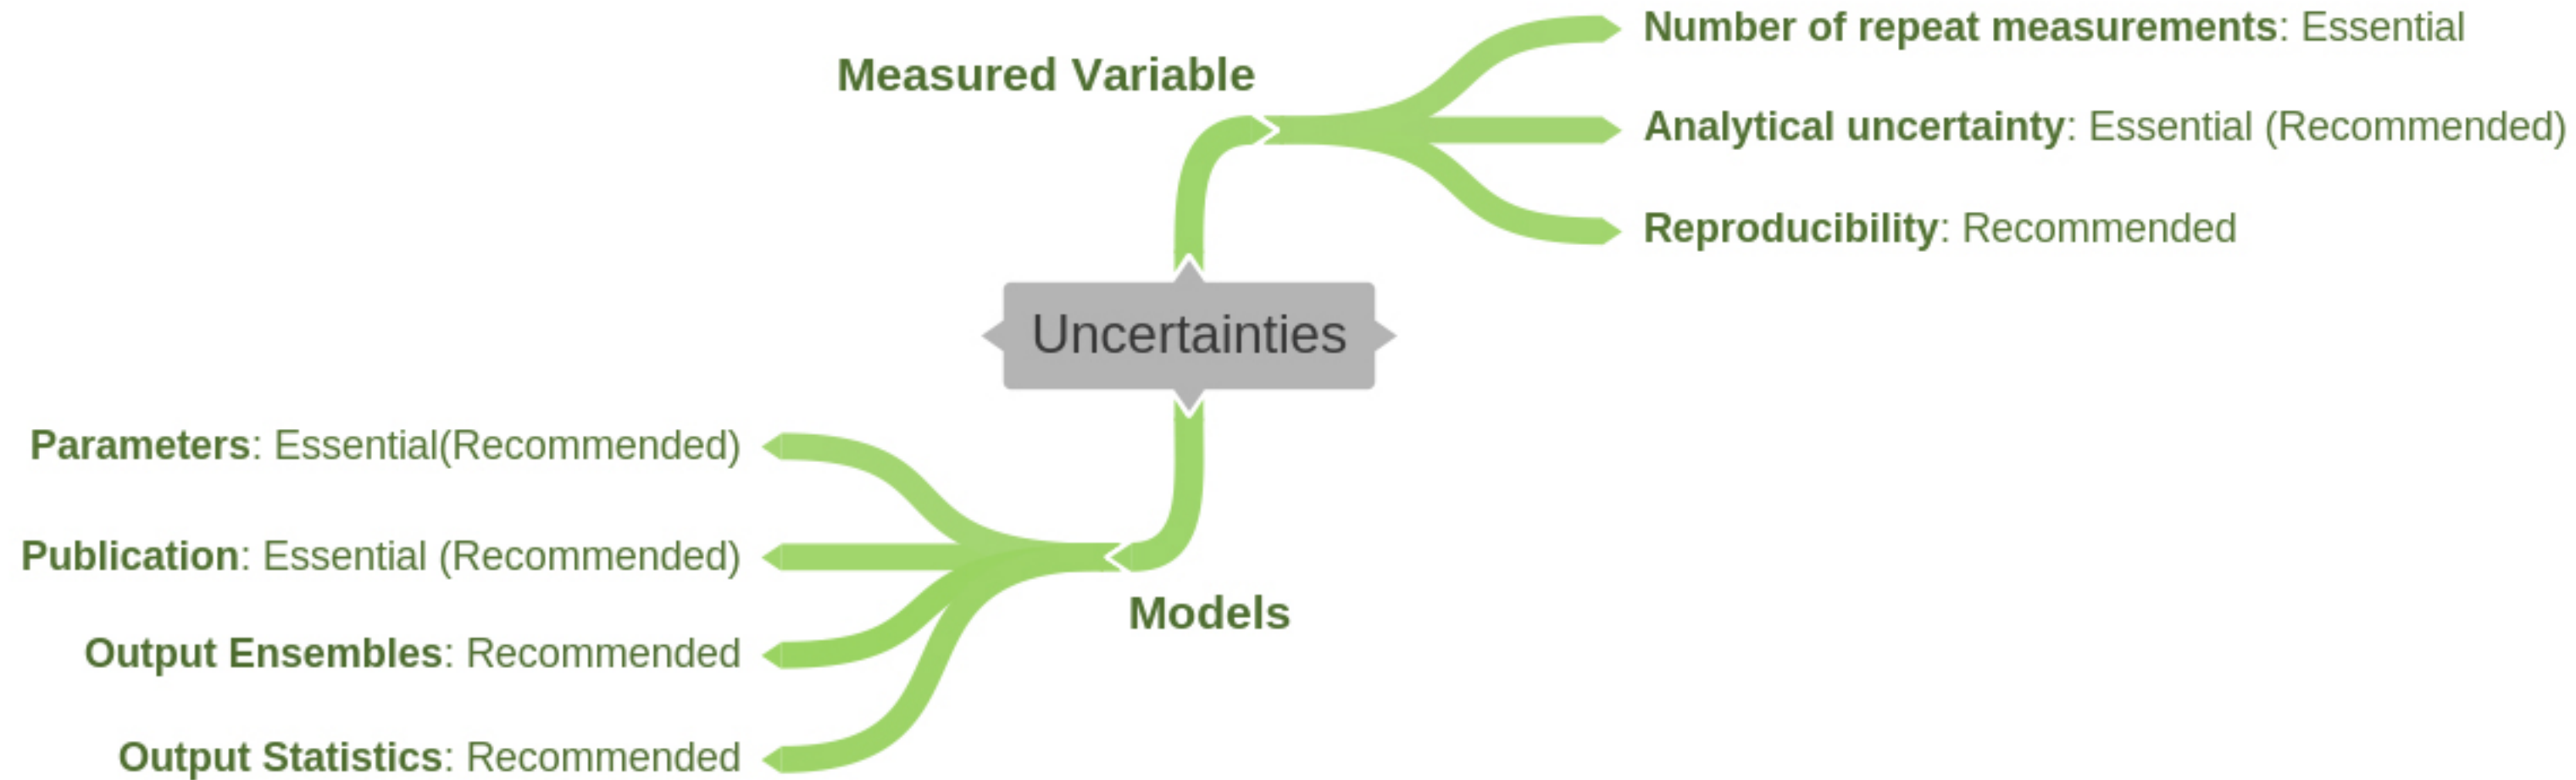 Measured Variable
Number of repeat measurements: Essential
Analytical uncertainty: Essential (Recommended)
Reproducibility: Recommended
Uncertainties
Parameters: Essential(Recommended)
Publication: Essential (Recommended)
Output Ensembles: Recommended
Output Statistics: Recommended
Models